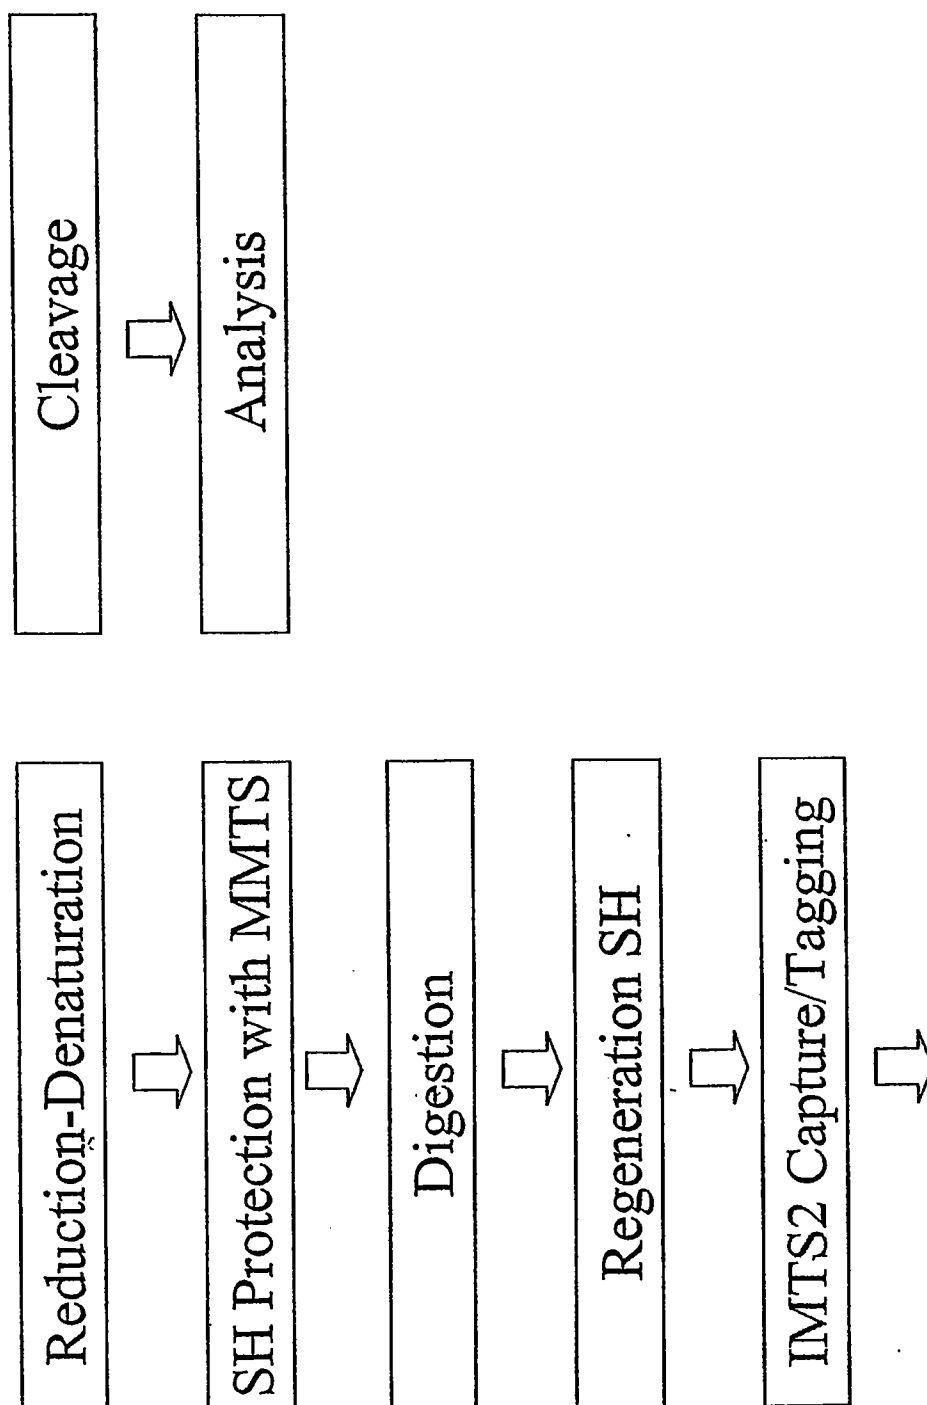 Reduction-Denaturation
SH Protection with MMTS
Digestion
Regeneration SH
IMTS2 Capture/Tagging
Cleavage
Analysis